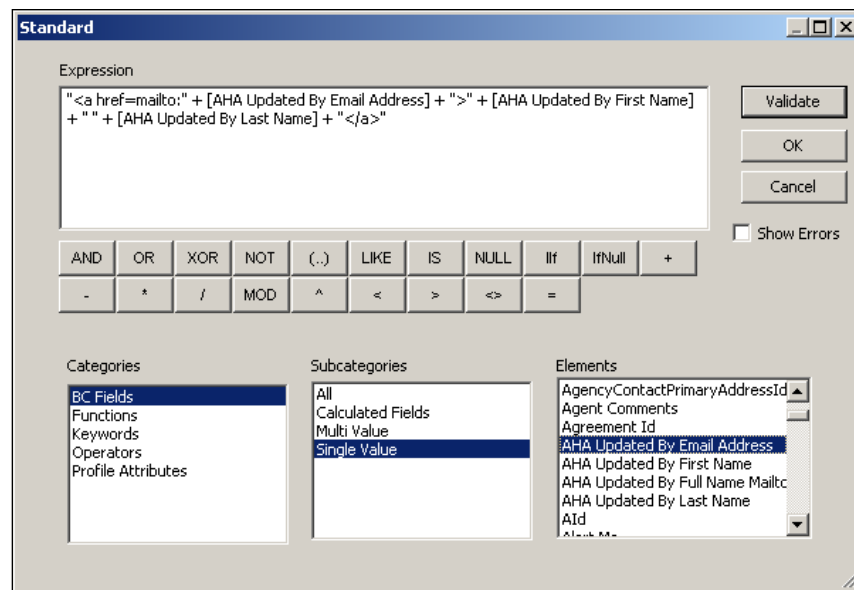 Standard
Expression
"<a href=mailto:" + [AHA Updated By Email Address] + ">" + [AHA Updated By First Name]
+ " " + [AHA Updated By Last Name] + "</a>"
Validate
OK
Cancel
Show Errors
AND OR XOR NOT (..) LIKE IS NULL IIf IfNull +
- * / MOD ^ < > <> =
Categories
BC Fields
Functions
Keywords
Operators
Profile Attributes
Subcategories
All
Calculated Fields
Multi Value
Single Value
Elements
AgencyContactPrimaryAddressId
Agent Comments
Agreement Id
AHA Updated By Email Address
AHA Updated By First Name
AHA Updated By Full Name Mailto
AHA Updated By Last Name
AId